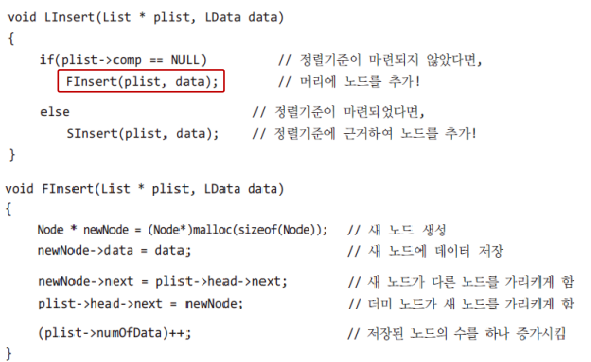 void LInsert(List * plist, LData data)
{
if(plist->comp == NULL) // 정렬기준이 마련되지 않았다면,
FInsert(plist, data); // 머리에 노드를 추가!
else // 정렬기준이 마련되었다면,
SInsert(plist, data); // 정렬기준에 근거하여 노드를 추가!
}
void FInsert(List * plist, LData data)
{
Node * newNode = (Node*)malloc(sizeof(Node)); // 새 노드 생성
newNode->data = data; // 새 노드에 데이터 저장
newNode->next = plist->head->next; // 새 노드가 다른 노드를 가리키게 함
plist->head->next = newNode; // 더미 노드가 새 노드를 가리키게 함
(plist->numOfData)++; // 저장된 노드의 수를 하나 증가시킴
}